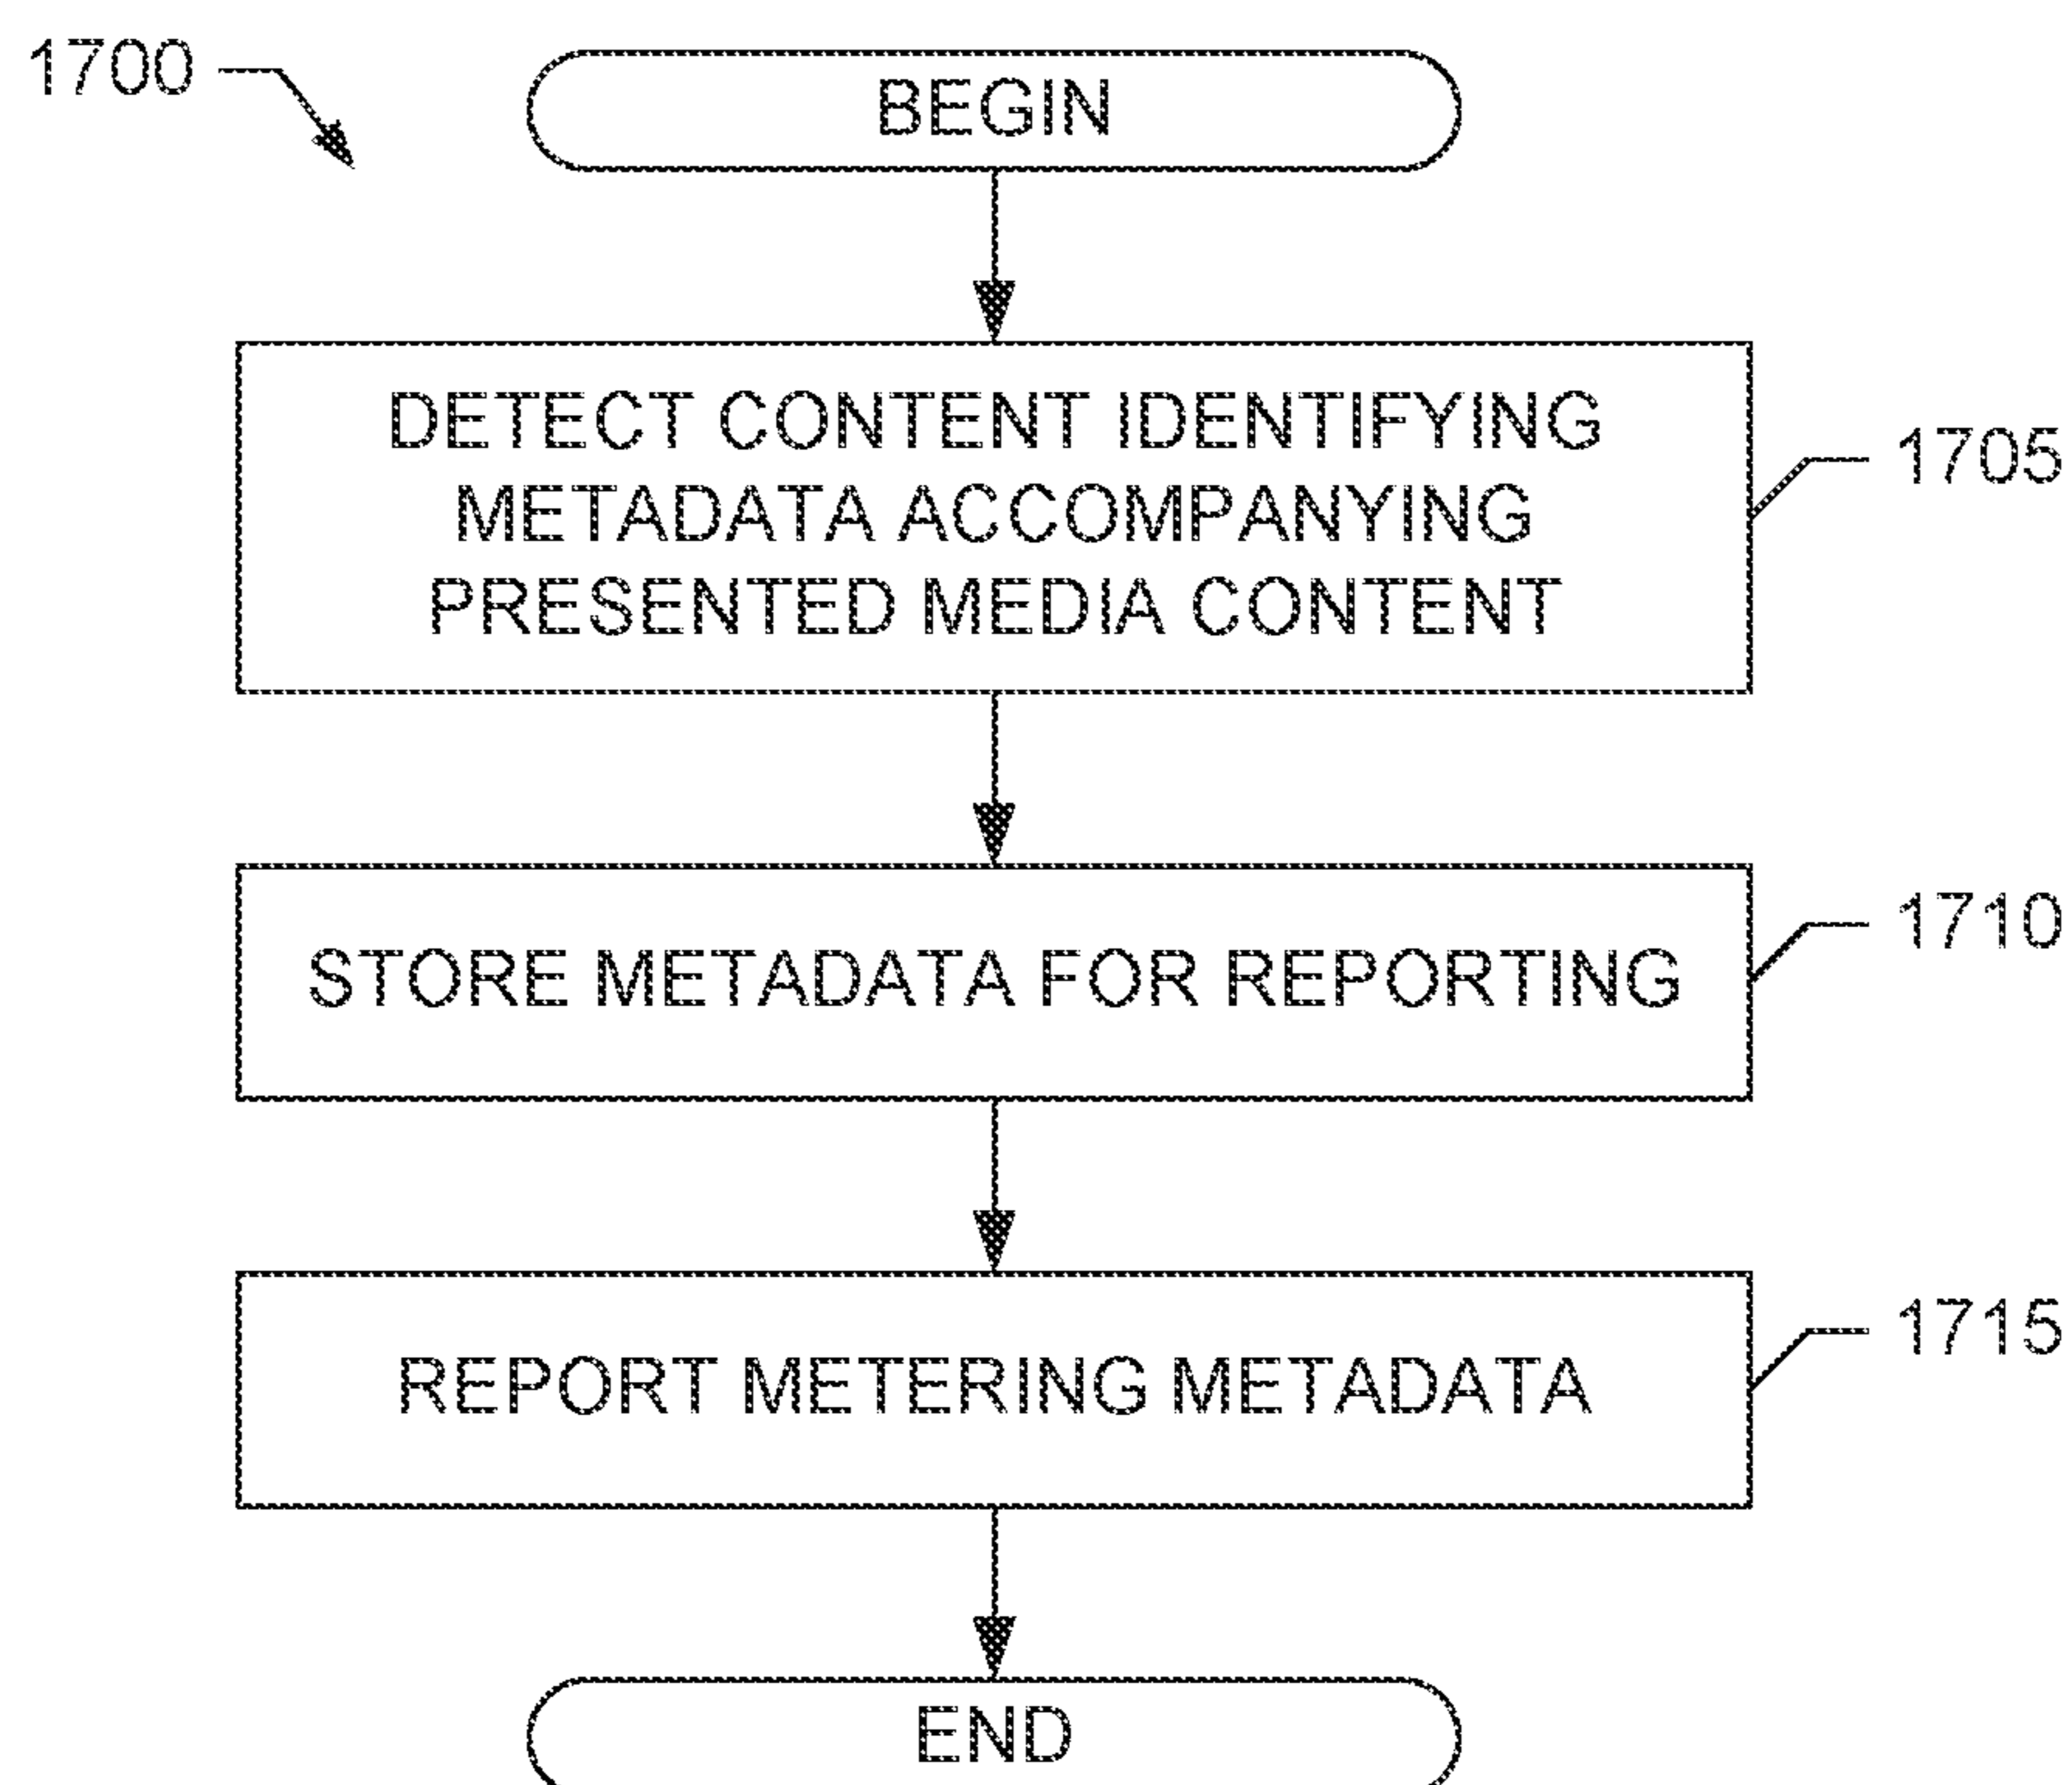 1700
BEGIN
DETECT CONTENT IDENTIFYING
METADATA ACCOMPANYING
PRESENTED MEDIA CONTENT
1705
STORE METADATA FOR REPORTING
1710
REPORT METERING METADATA
1715
END